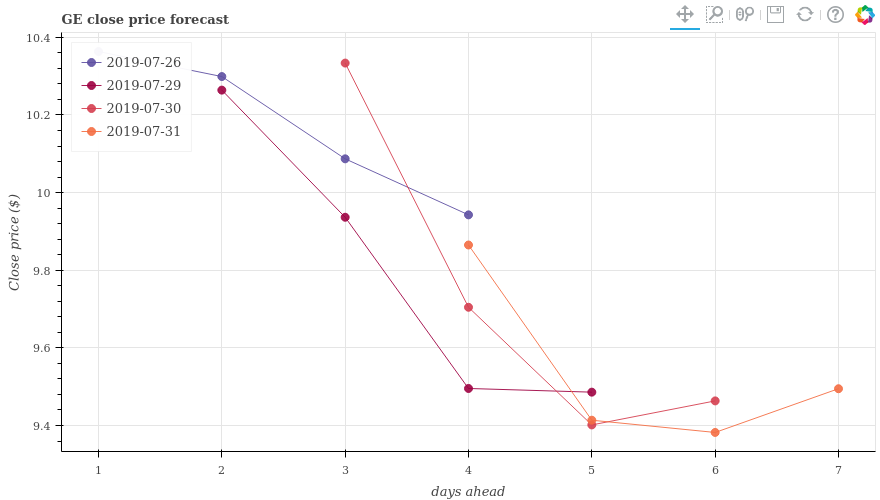 GE close price forecast
10.4
10.2
10
9.8
9.6
9.4
Close price ($)
2019-07-26
2019-07-29
2019-07-30
2019-07-31
1 2 3 4 5 6 7
days ahead